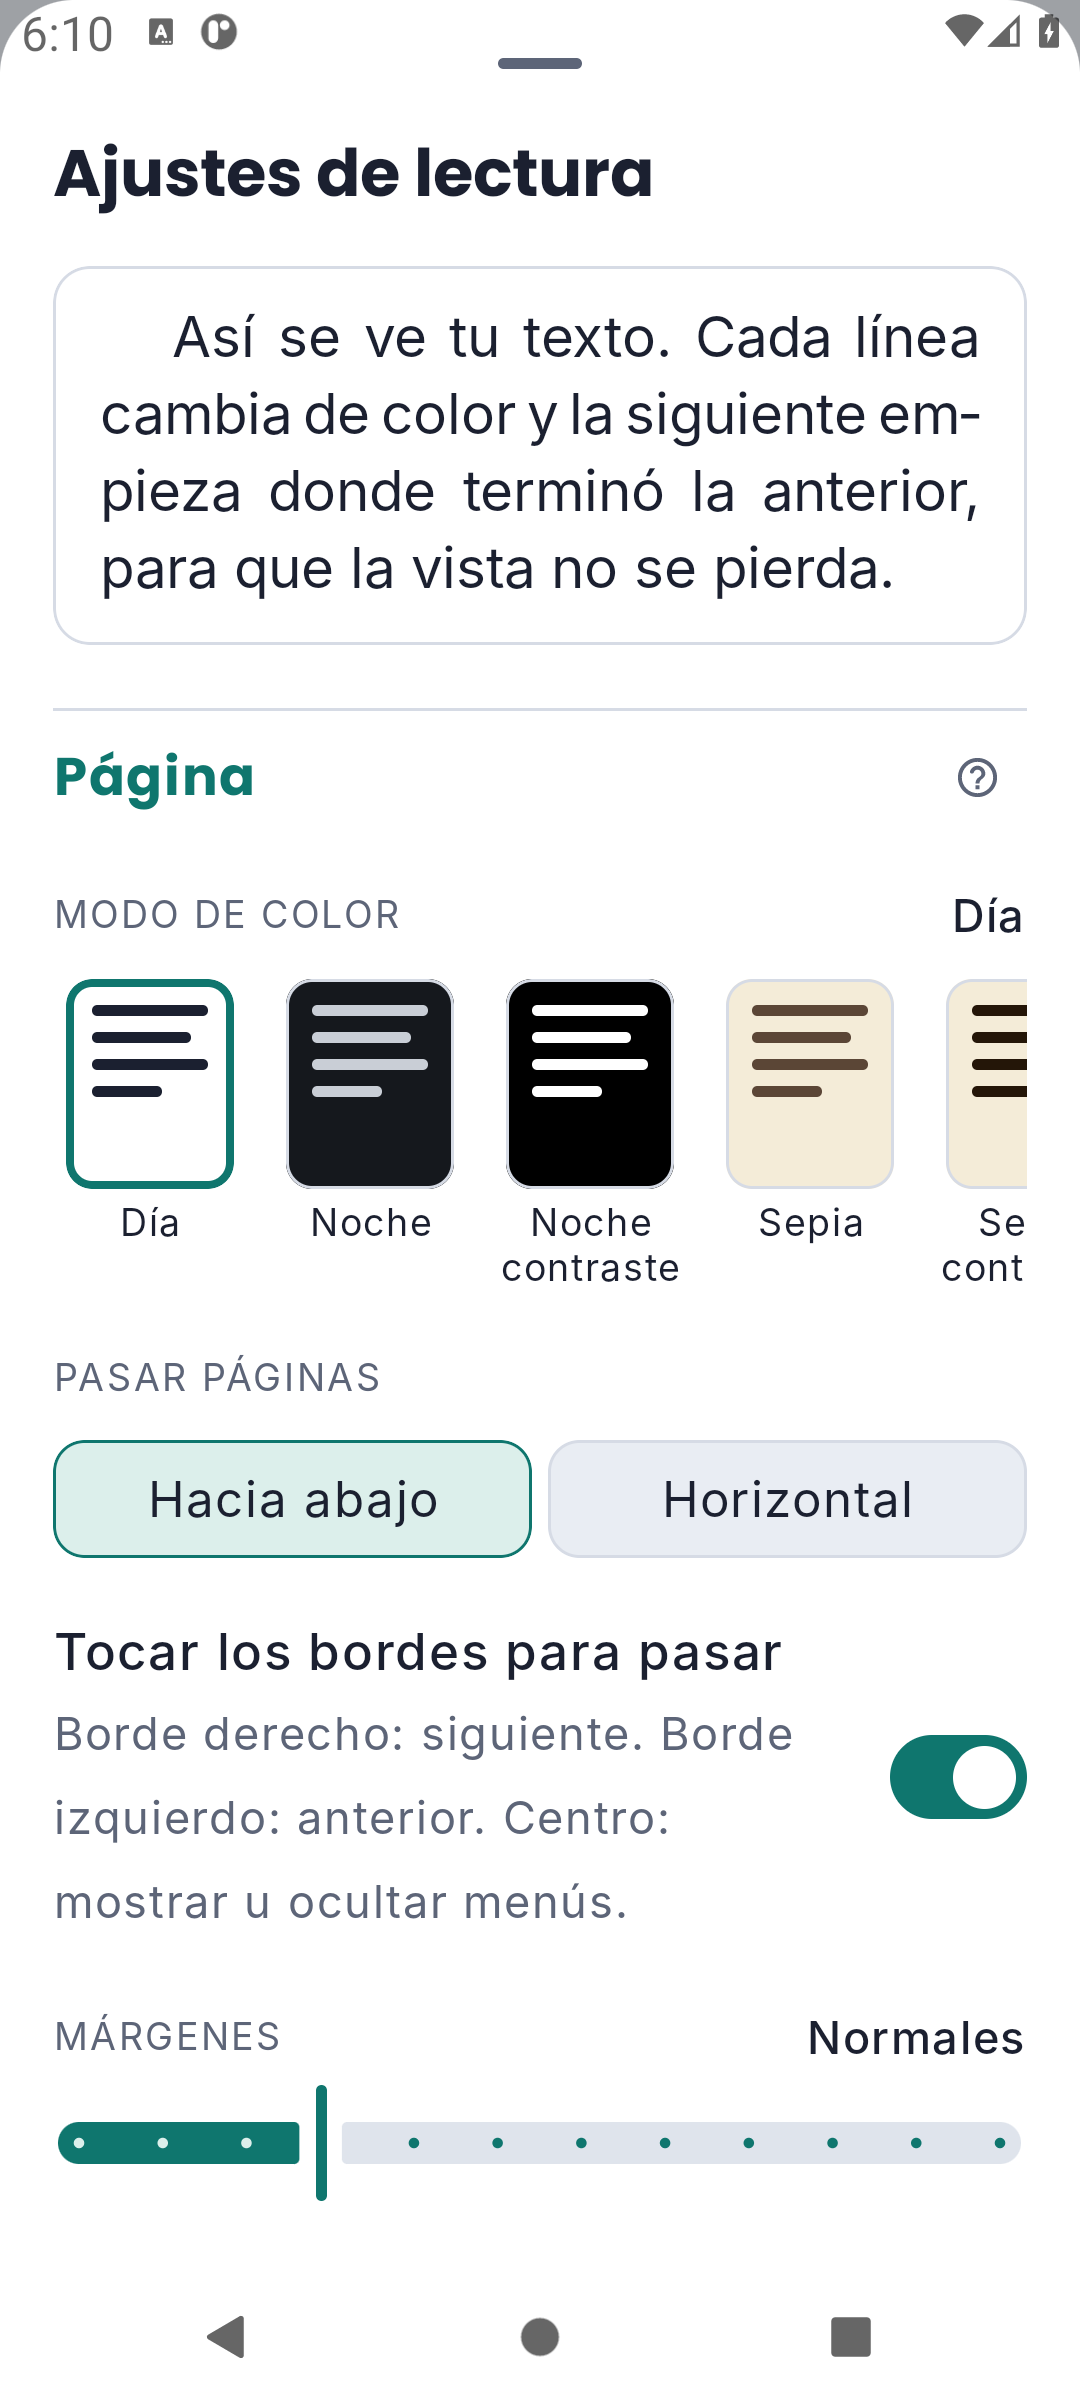 6:10
Ajustes de lectura
Así se ve tu texto. Cada línea
cambia de color y la siguiente em-
pieza donde terminó la anterior,
para que la vista no se pierda.
Página
MODO DE COLOR
Día
Día
Noche
Noche
contraste
Sepia
Se
cont
PASAR PÁGINAS
Hacia abajo
Horizontal
Tocar los bordes para pasar
Borde derecho: siguiente. Borde
izquierdo: anterior. Centro:
mostrar u ocultar menús.
MÁRGENES
Normales